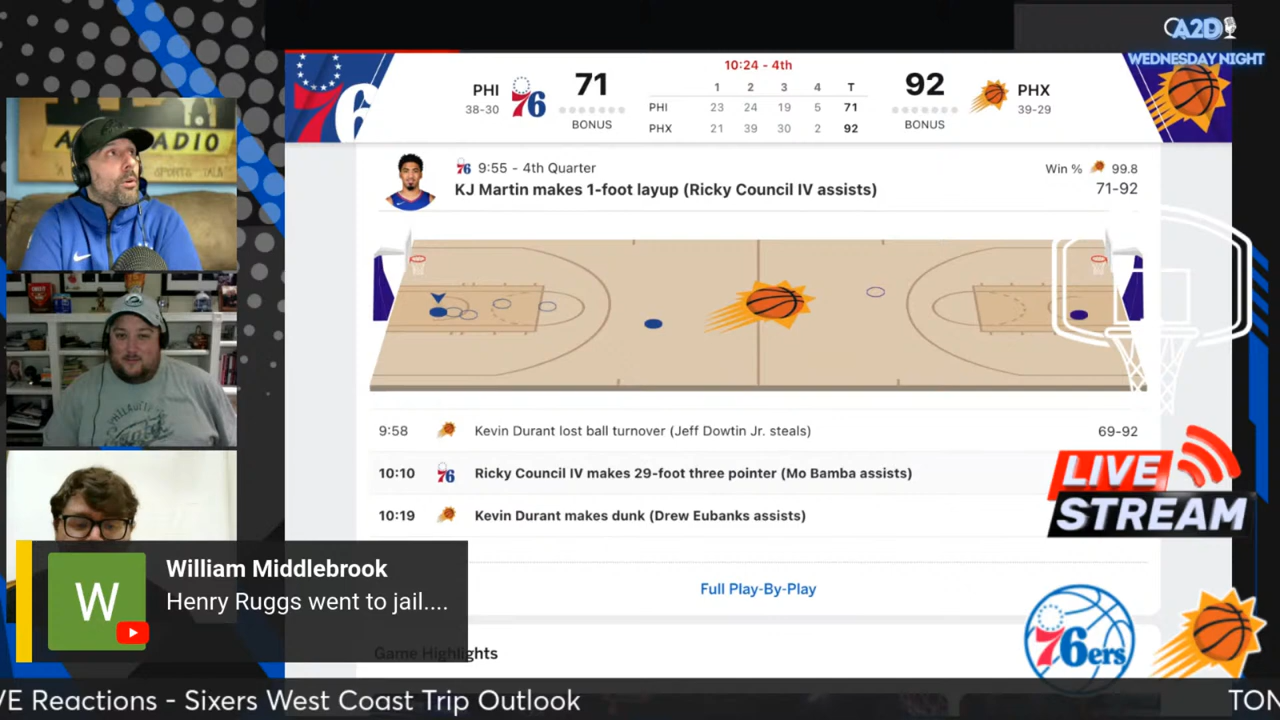 A2D
WEDNESDAY NIGHT
10:24 - 4th
PHI
38-30
76
71
BONUS
1 2 3 4 T
PHI 23 24 19 5 71
PHX 21 39 30 2 92
92
BONUS
PHX
39-29
76
ADIO
76 9:55 - 4th Quarter
KJ Martin makes 1-foot layup (Ricky Council IV assists)
Win % 99.8
71-92
9:58 Kevin Durant lost ball turnover (Jeff Dowtin Jr. steals) 69-92
10:10 76 Ricky Council IV makes 29-foot three pointer (Mo Bamba assists)
10:19 Kevin Durant makes dunk (Drew Eubanks assists)
LIVE
STREAM
W
William Middlebrook
Henry Ruggs went to jail....
Full Play-By-Play
76ers
Game Highlights
VE Reactions - Sixers West Coast Trip Outlook
TON